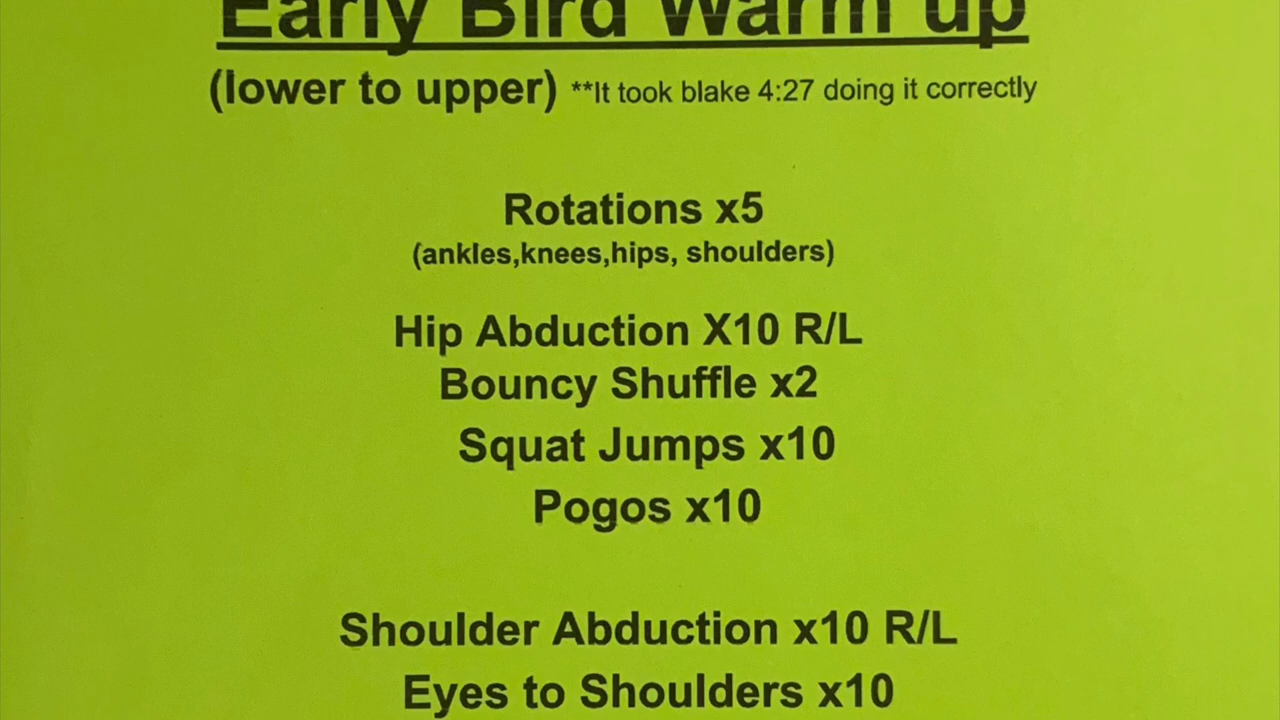 Early Bird Warm up
(lower to upper) **It took blake 4:27 doing it correctly
Rotations x5
(ankles,knees,hips, shoulders)
Hip Abduction X10 R/L
Bouncy Shuffle x2
Squat Jumps x10
Pogos x10
Shoulder Abduction x10 R/L
Eyes to Shoulders x10